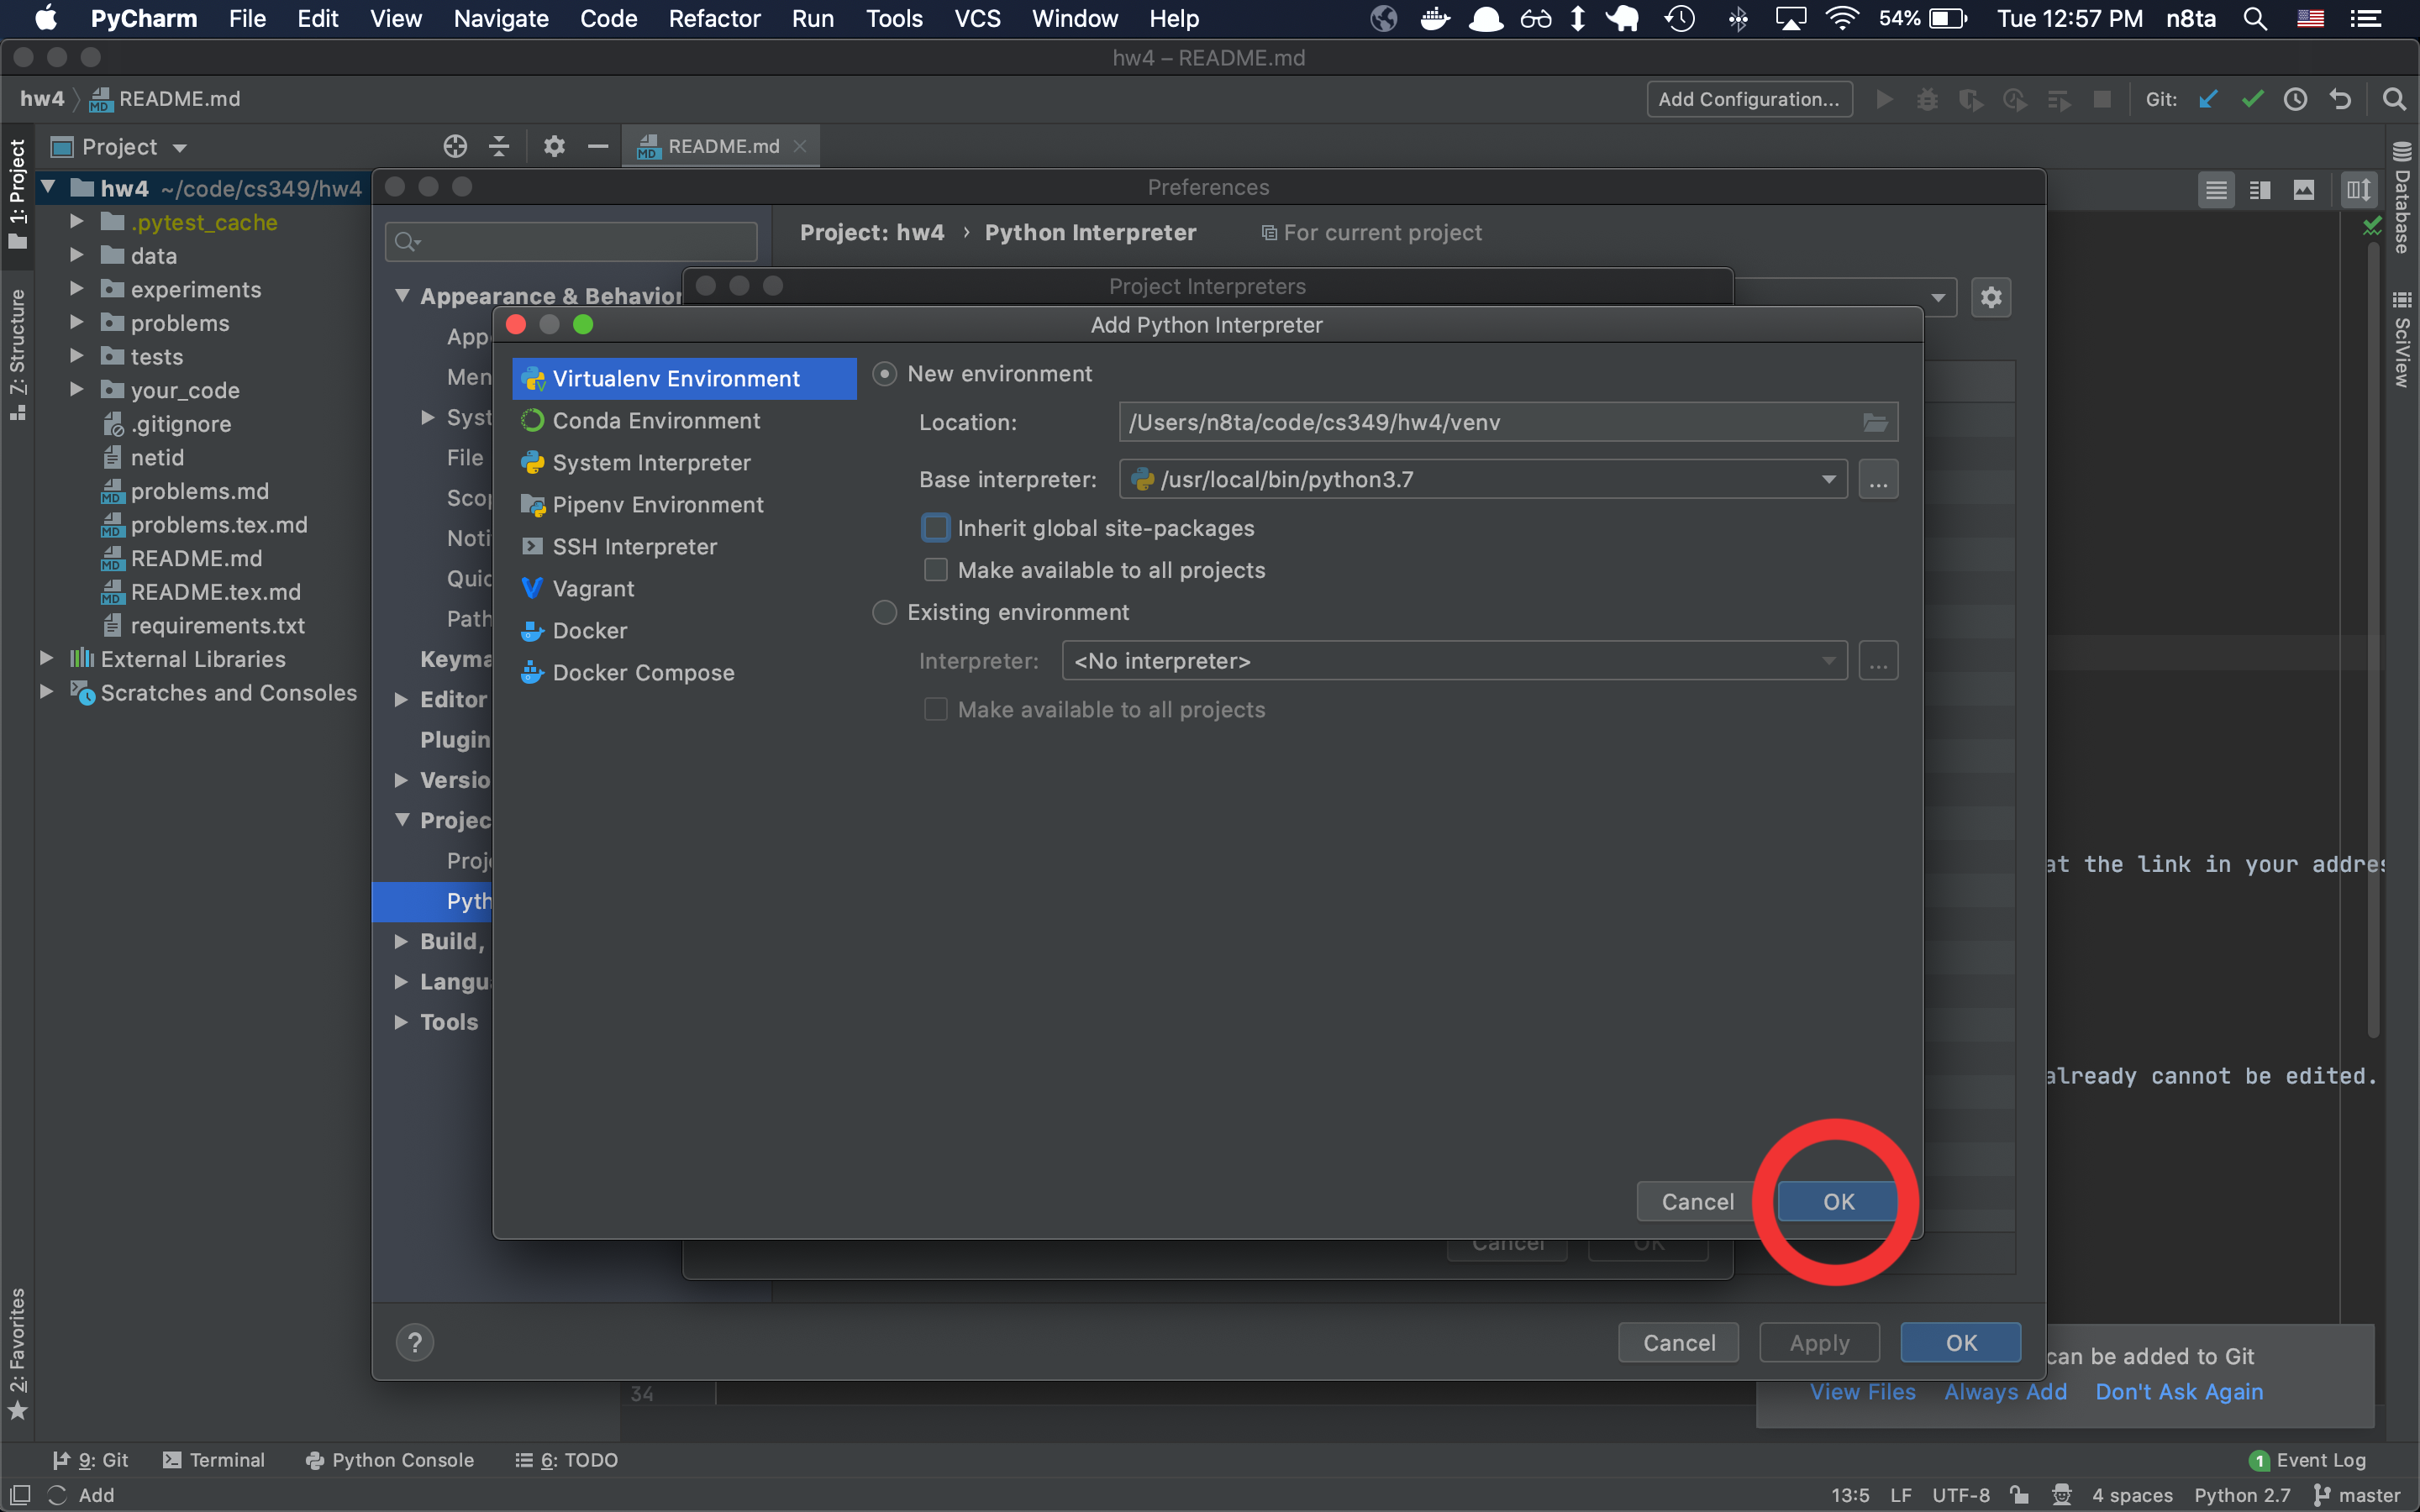 PyCharm File Edit View Navigate Code Refactor Run Tools VCS Window Help 54% Tue 12:57 PM n8ta
hw4 – README.md
hw4 README.md Add Configuration... Git:
1: Project
Project
README.md
hw4 ~/code/cs349/hw4
.pytest_cache
data
experiments
problems
tests
your_code
.gitignore
netid
problems.md
problems.tex.md
README.md
README.tex.md
requirements.txt
External Libraries
Scratches and Consoles
Z: Structure
2: Favorites
Database
SciView
Preferences
Project: hw4 › Python Interpreter For current project
Appearance & Behavior
App
Men
Syst
File
Scop
Noti
Quic
Path
Keyma
Editor
Plugin
Versio
Projec
Proj
Pyth
Build,
Langu
Tools
Project Interpreters
Add Python Interpreter
Virtualenv Environment
Conda Environment
System Interpreter
Pipenv Environment
SSH Interpreter
Vagrant
Docker
Docker Compose
New environment
Location: /Users/n8ta/code/cs349/hw4/venv
Base interpreter: /usr/local/bin/python3.7 ...
Inherit global site-packages
Make available to all projects
Existing environment
Interpreter: <No interpreter> ...
Make available to all projects
Cancel OK
Cancel OK
? Cancel Apply OK
at the link in your addres
already cannot be edited.
34
can be added to Git
View Files Always Add Don't Ask Again
9: Git Terminal Python Console 6: TODO 1 Event Log
Add 13:5 LF UTF-8 4 spaces Python 2.7 master